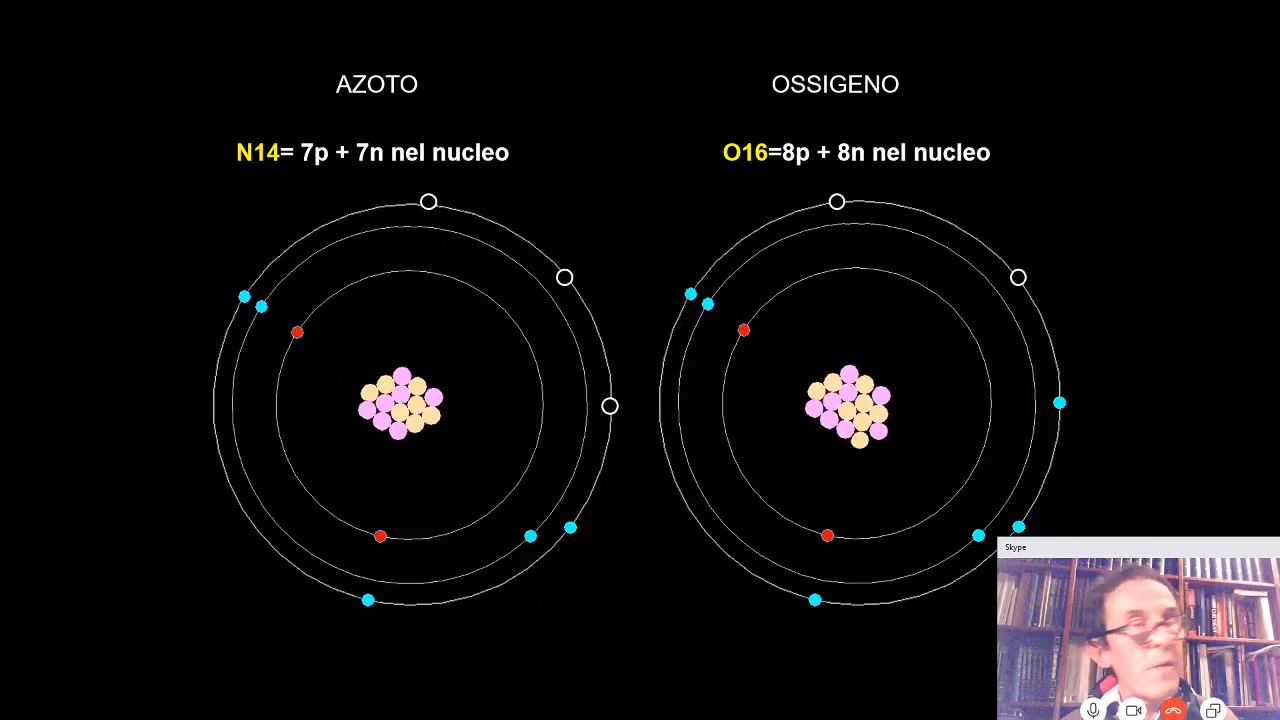 AZOTO
OSSIGENO
N14= 7p + 7n nel nucleo
O16=8p + 8n nel nucleo
Skype